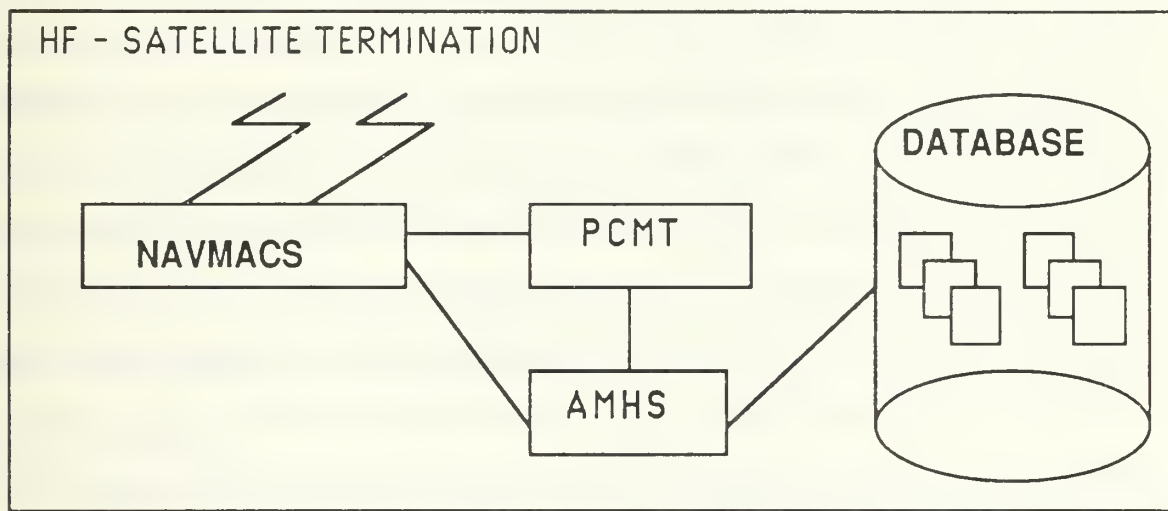 HF - SATELLITE TERMINATION
DATABASE
NAVMACS
PCMT
AMHS